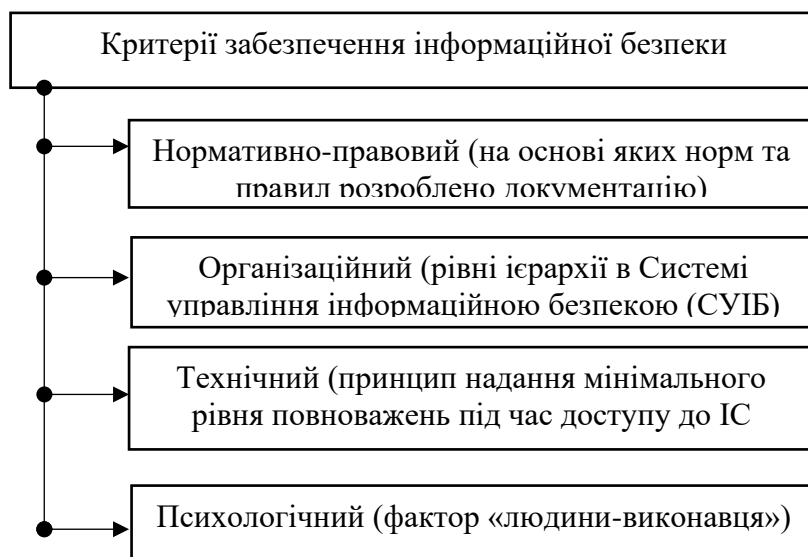 Критерії забезпечення інформаційної безпеки
Нормативно-правовий (на основі яких норм та
правил розроблено документацію)
Організаційний (рівні ієрархії в Системі
управління інформаційною безпекою (СУІБ)
Технічний (принцип надання мінімального
рівня повноважень під час доступу до ІС
Психологічний (фактор «людини-виконавця»)